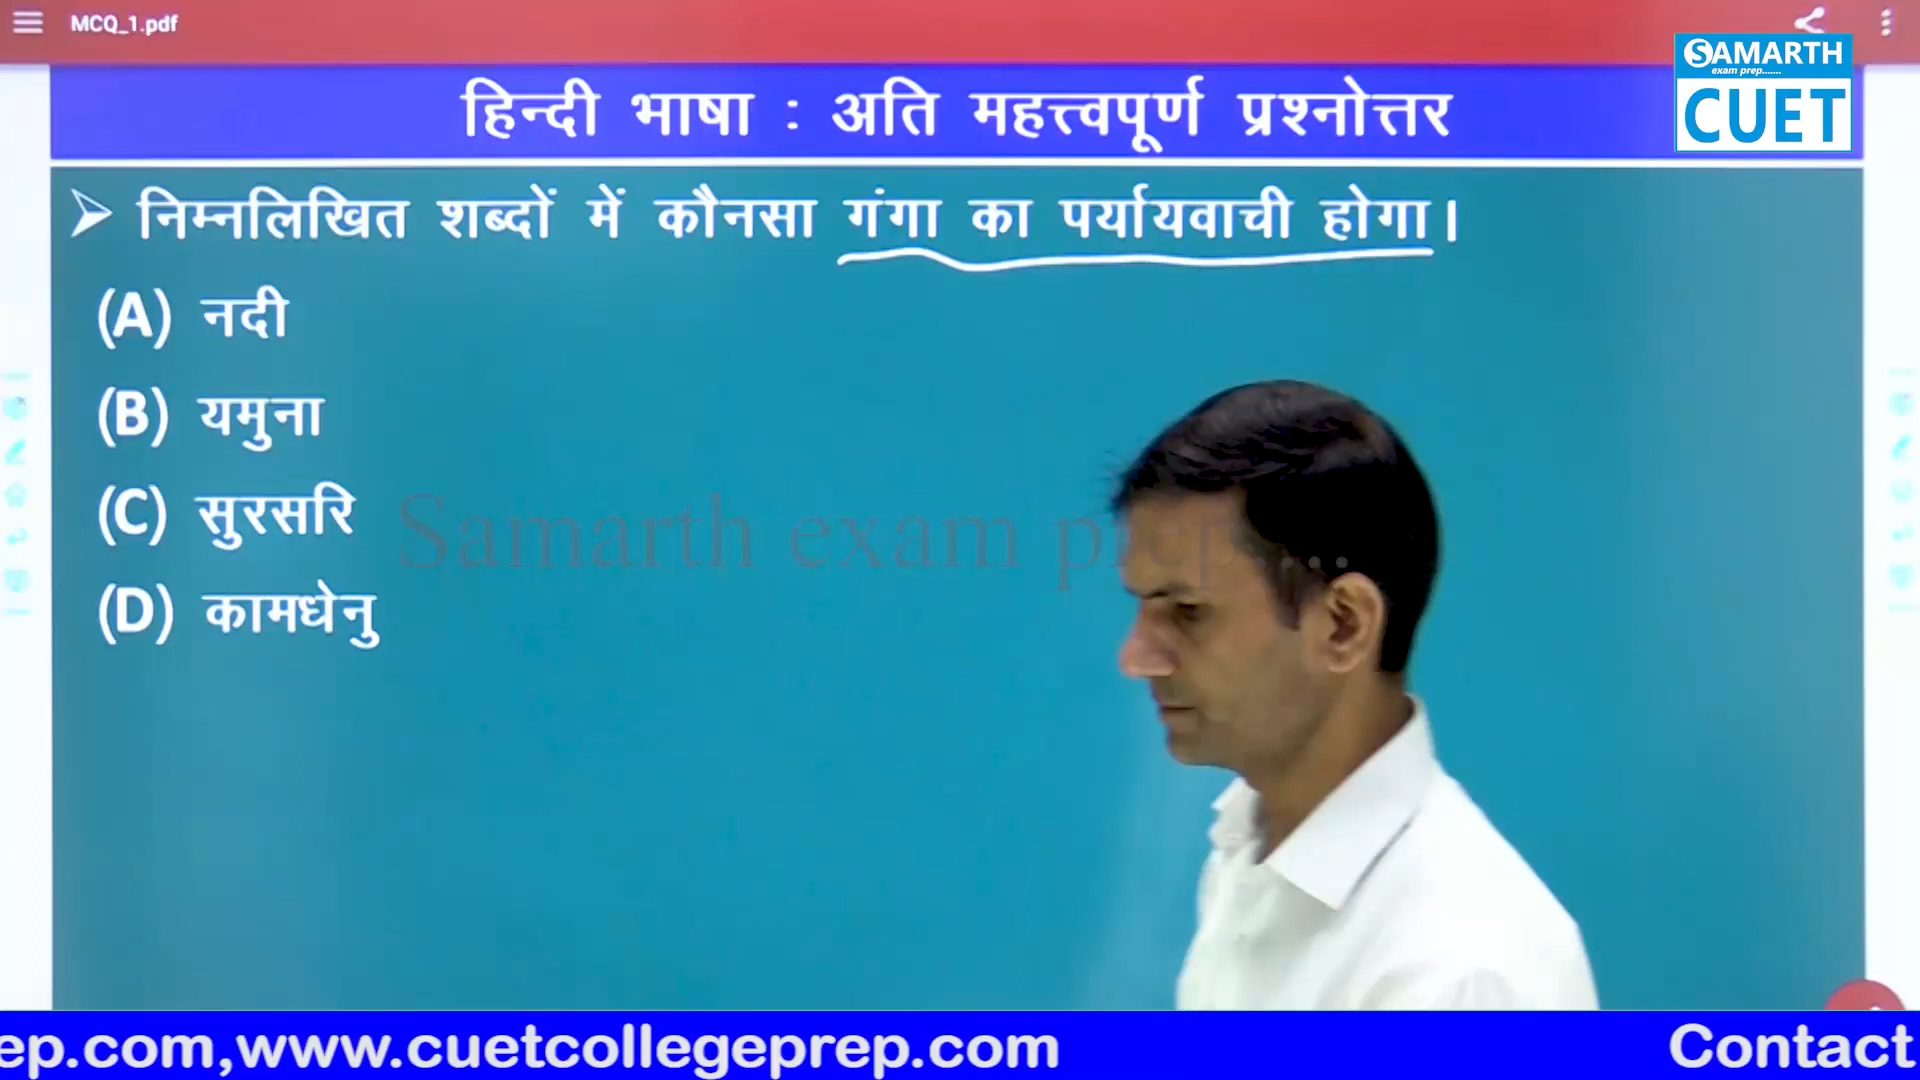 MCQ_1.pdf
SAMARTH
exam prep.......
CUET
हिन्दी भाषा : अति महत्त्वपूर्ण प्रश्नोत्तर
निम्नलिखित शब्दों में कौनसा गंगा का पर्यायवाची होगा।
(A) नदी
(B) यमुना
(C) सुरसरि
(D) कामधेनु
Samarth exam prep....
ep.com,www.cuetcollegeprep.com
Contact